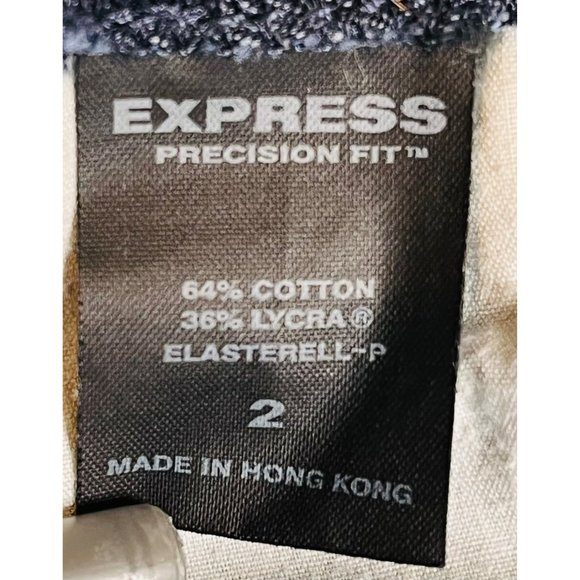 EXPRESS
PRECISION FIT™
64% COTTON
36% LYCRA®
ELASTERELL-P
2
MADE IN HONG KONG